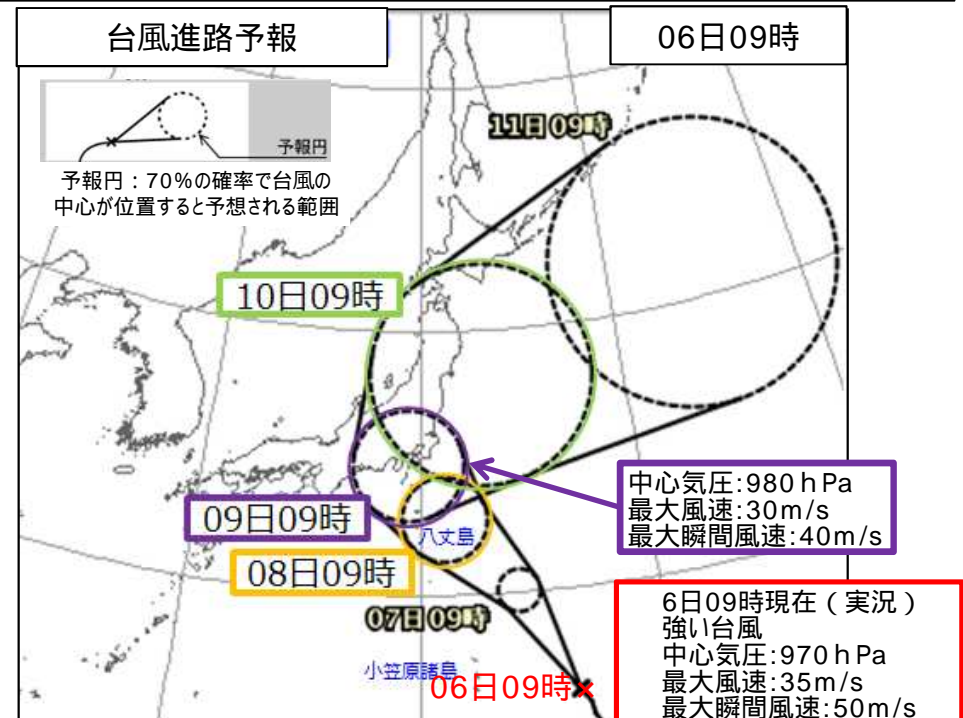 台風進路予報
06日09時
予報円
予報円：70%の確率で台風の
中心が位置すると予想される範囲
11日09時
10日09時
中心気圧:980hPa
最大風速:30m/s
最大瞬間風速:40m/s
09日09時
八丈島
08日09時
07日09時
小笠原諸島
06日09時
6日09時現在（実況）
強い台風
中心気圧:970hPa
最大風速:35m/s
最大瞬間風速:50m/s